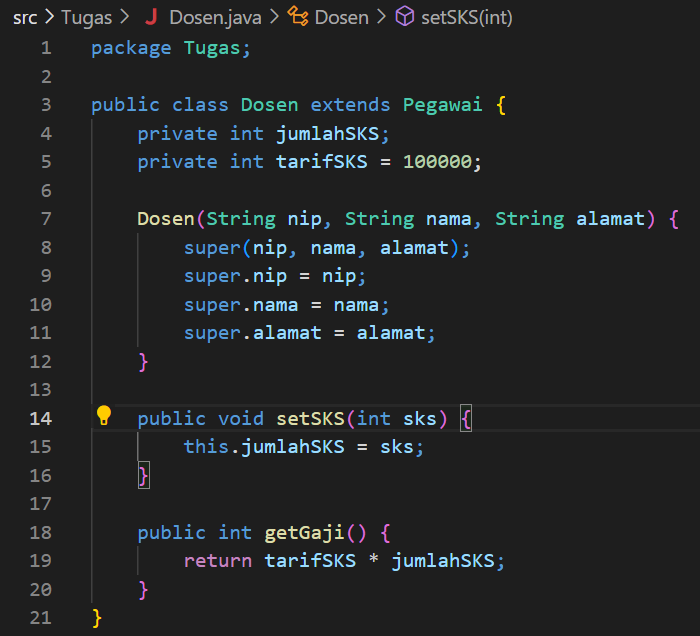 src > Tugas > J Dosen.java > Dosen > setSKS(int)
1 package Tugas;
2
3 public class Dosen extends Pegawai {
4 private int jumlahSKS;
5 private int tarifSKS = 100000;
6
7 Dosen(String nip, String nama, String alamat) {
8 super(nip, nama, alamat);
9 super.nip = nip;
10 super.nama = nama;
11 super.alamat = alamat;
12 }
13
14 public void setSKS(int sks) {
15 this.jumlahSKS = sks;
16 }
17
18 public int getGaji() {
19 return tarifSKS * jumlahSKS;
20 }
21 }